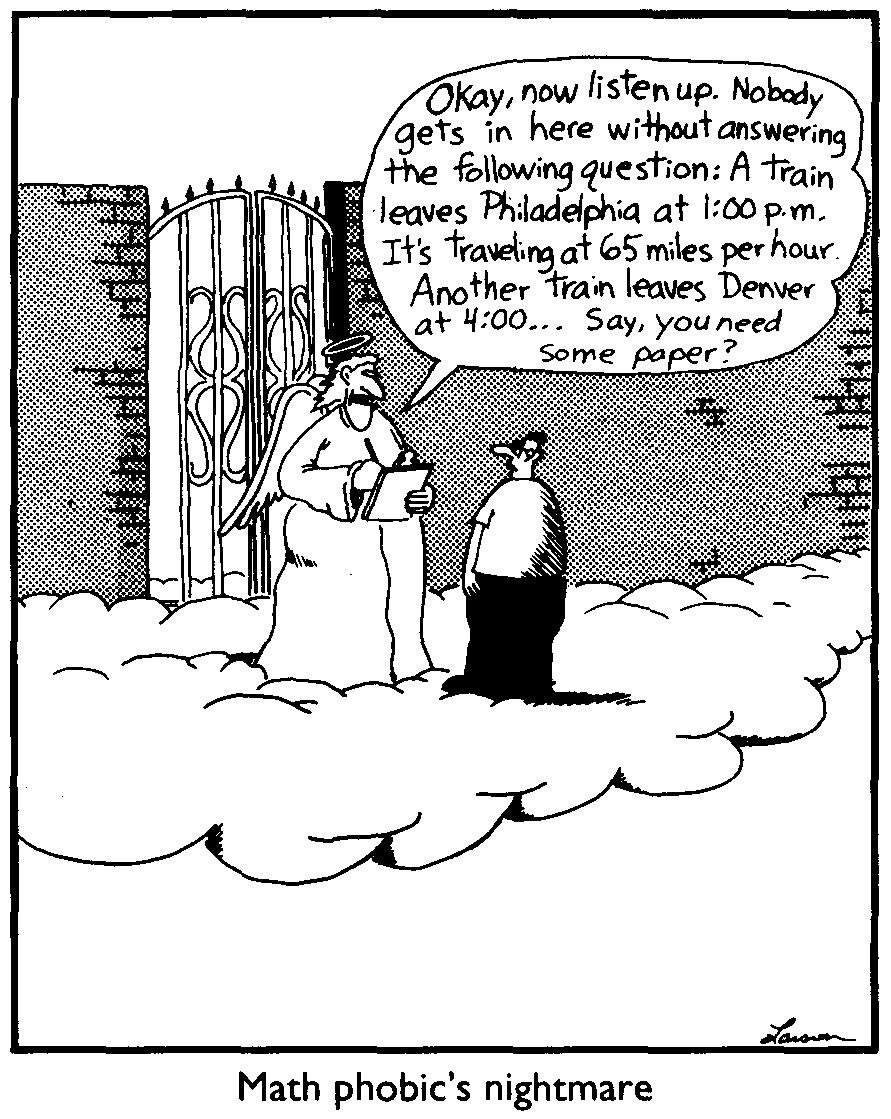 Okay, now listen up. Nobody
gets in here without answering
the following question: A train
leaves Philadelphia at 1:00 p.m.
It's traveling at 65 miles per hour.
Another train leaves Denver
at 4:00... Say, you need
some paper?
Larson
Math phobic's nightmare